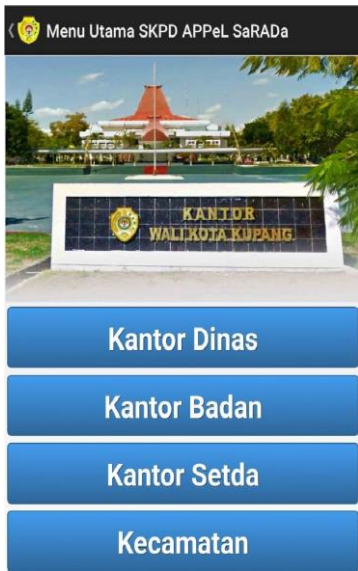 Menu Utama SKPD APPeL SaRADa
KANTOR
WALI KOTA KUPANG
Kantor Dinas
Kantor Badan
Kantor Setda
Kecamatan